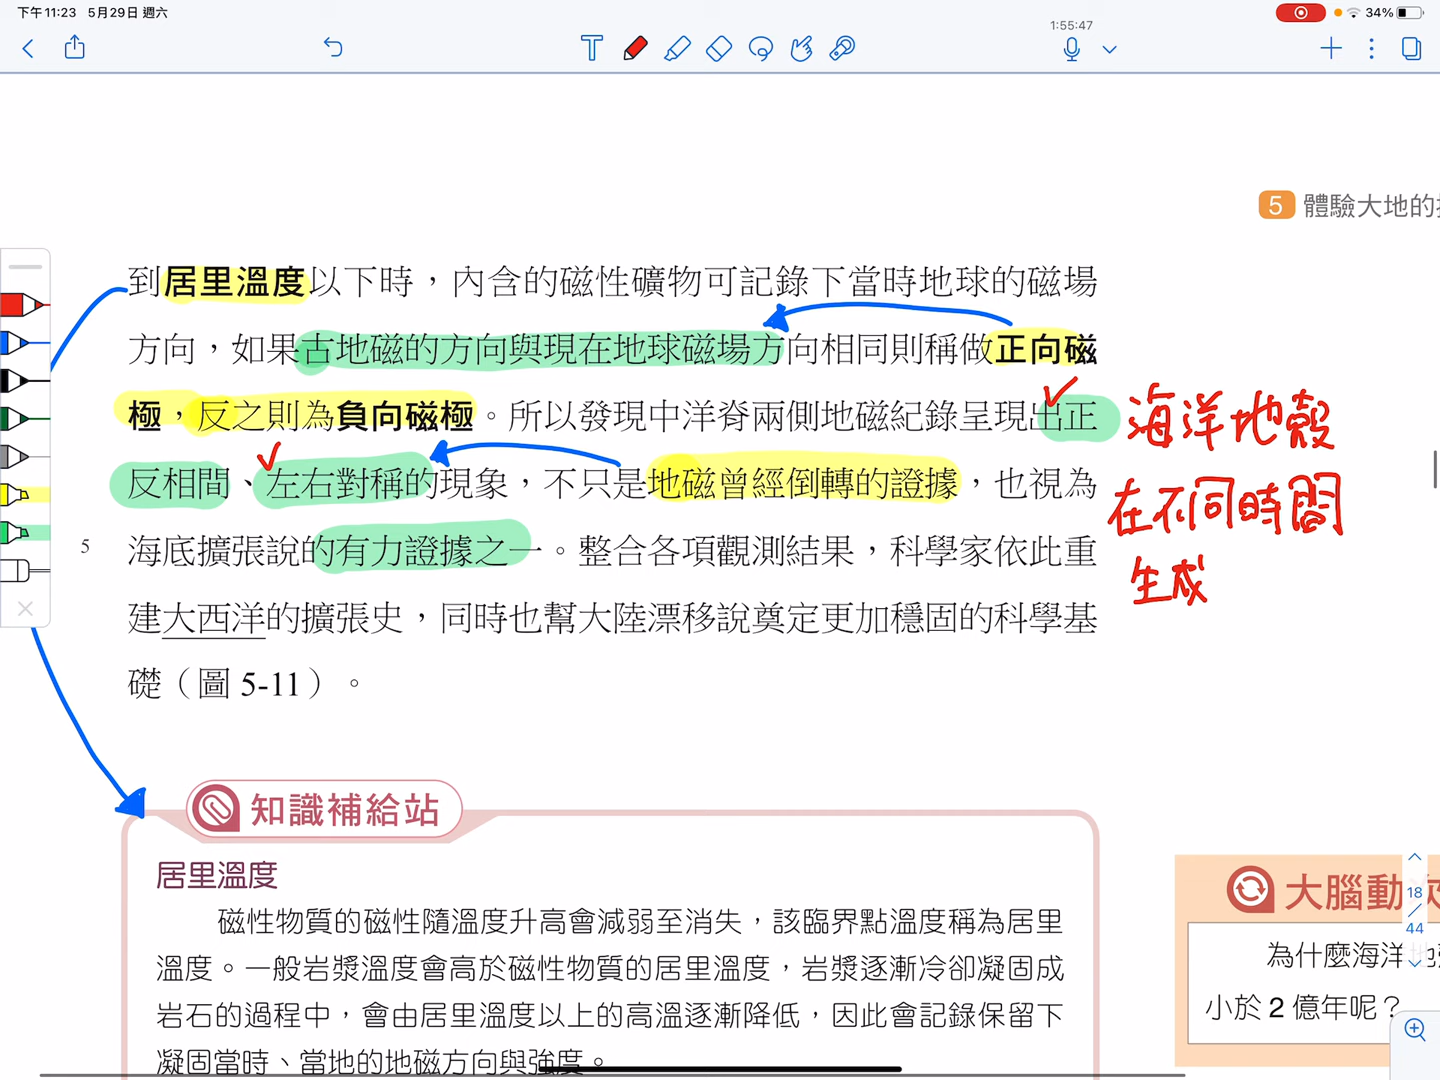 下午11:23 5月29日 週六
34%
1:55:47
5 體驗大地的
到居里溫度以下時，內含的磁性礦物可記錄下當時地球的磁場
方向，如果古地磁的方向與現在地球磁場方向相同則稱做正向磁
極，反之則為負向磁極。所以發現中洋脊兩側地磁紀錄呈現出正
反相間、左右對稱的現象，不只是地磁曾經倒轉的證據，也視為
5 海底擴張說的有力證據之一。整合各項觀測結果，科學家依此重
建大西洋的擴張史，同時也幫大陸漂移說奠定更加穩固的科學基
礎（圖 5-11）。
海洋地殼
在不同時間
生成
知識補給站
居里溫度
磁性物質的磁性隨溫度升高會減弱至消失，該臨界點溫度稱為居里
溫度。一般岩漿溫度會高於磁性物質的居里溫度，岩漿逐漸冷卻凝固成
岩石的過程中，會由居里溫度以上的高溫逐漸降低，因此會記錄保留下
凝固當時、當地的地磁方向與強度。
大腦動次
為什麼海洋地
小於 2 億年呢？
18
/
44